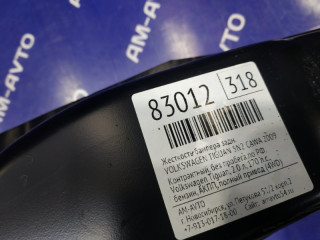 AM-AVTO
AM-AVTO
83012 318
Жесткость бампера задн.
VOLKSWAGEN TIGUAN 5N2 CAWA 2009
Контрактный, без пробега по РФ.
Volkswagen Tiguan, 2.0 л, 170 л.с.,
бензин, АКПП, полный привод (4WD)
AM-AVTO
г. Новосибирск, ул. Петухова 51/2 корп.2
+7-913-017-18-00